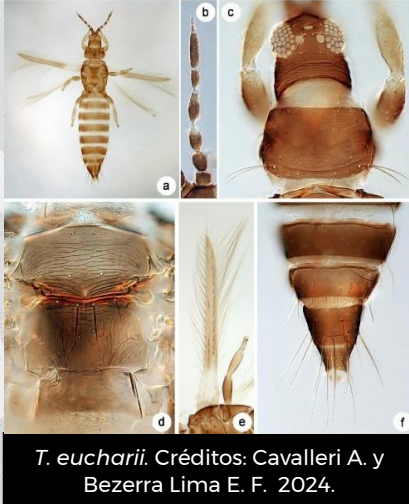 a
b
c
d
e
f
T. eucharii. Créditos: Cavalleri A. y
Bezerra Lima E. F. 2024.